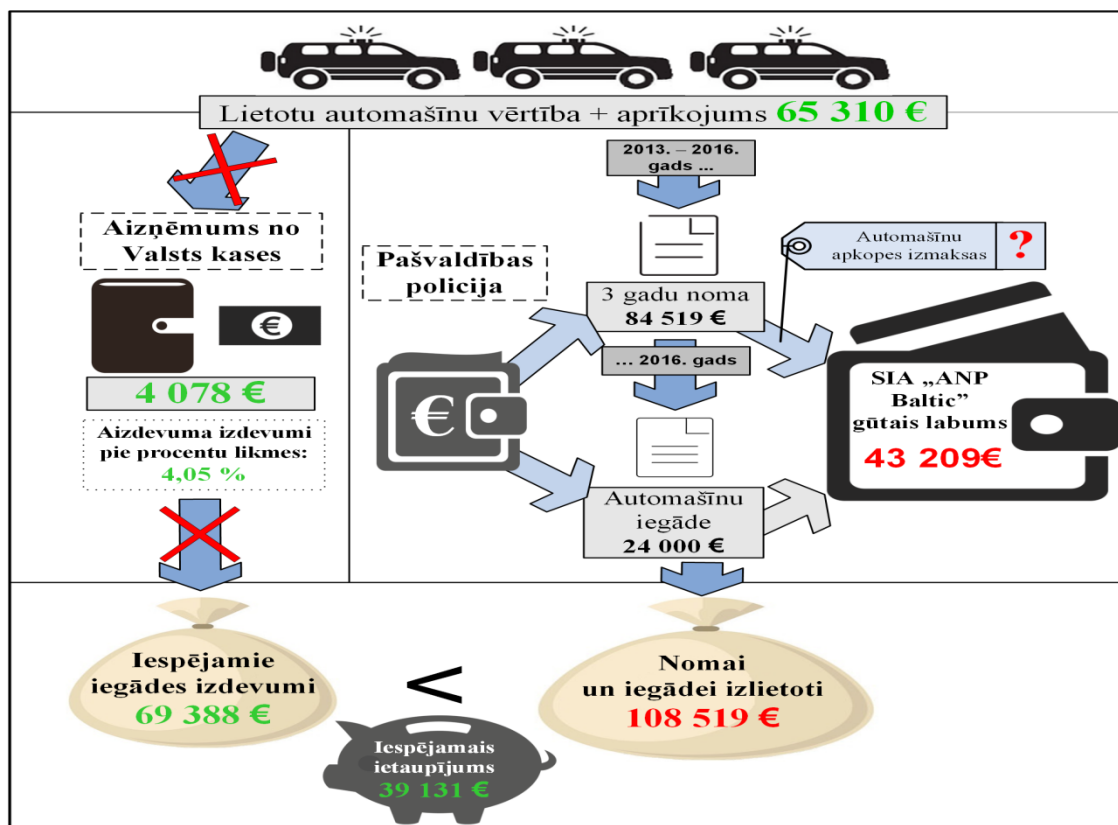 Lietotu automašīnu vērtība + aprīkojums 65 310 €
Aizņēmums no
Valsts kases
€
4 078 €
Aizdevuma izdevumi
pie procentu likmes:
4,05 %
2013. – 2016.
gads ...
Pašvaldības
policija
€
3 gadu noma
84 519 €
... 2016. gads
Automašīnu
iegāde
24 000 €
Automašīnu
apkopes izmaksas
?
SIA „ANP
Baltic”
gūtais labums
43 209€
Iespējamie
iegādes izdevumi
69 388 €
<
Nomai
un iegādei izlietoti
108 519 €
Iespējamais
ietaupījums
39 131 €